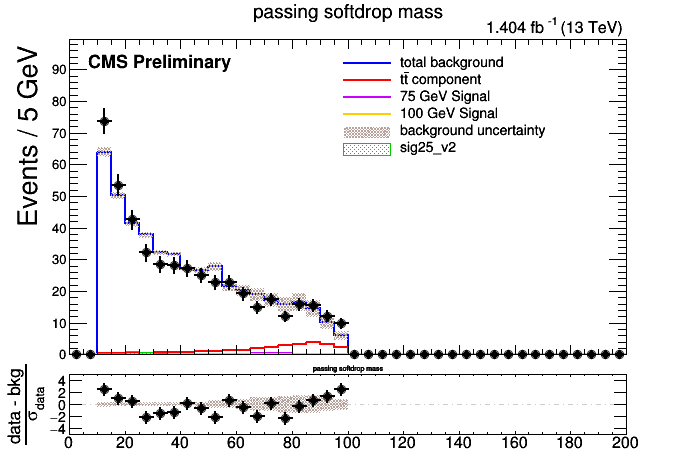 passing softdrop mass
1.404 fb⁻¹ (13 TeV)
CMS Preliminary
total background
tt̄ component
75 GeV Signal
100 GeV Signal
background uncertainty
sig25_v2
Events / 5 GeV
90
80
70
60
50
40
30
20
10
0
passing softdrop mass
data - bkg
σ data
4
2
0
−2
−4
0 20 40 60 80 100 120 140 160 180 200